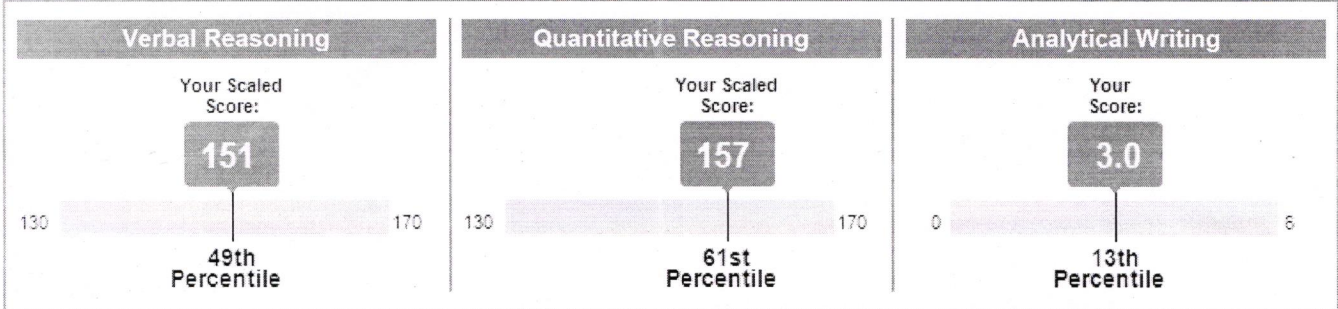 Verbal Reasoning
Your Scaled
Score:
151
130
170
49th
Percentile
Quantitative Reasoning
Your Scaled
Score:
157
130
170
61st
Percentile
Analytical Writing
Your
Score:
3.0
0
6
13th
Percentile